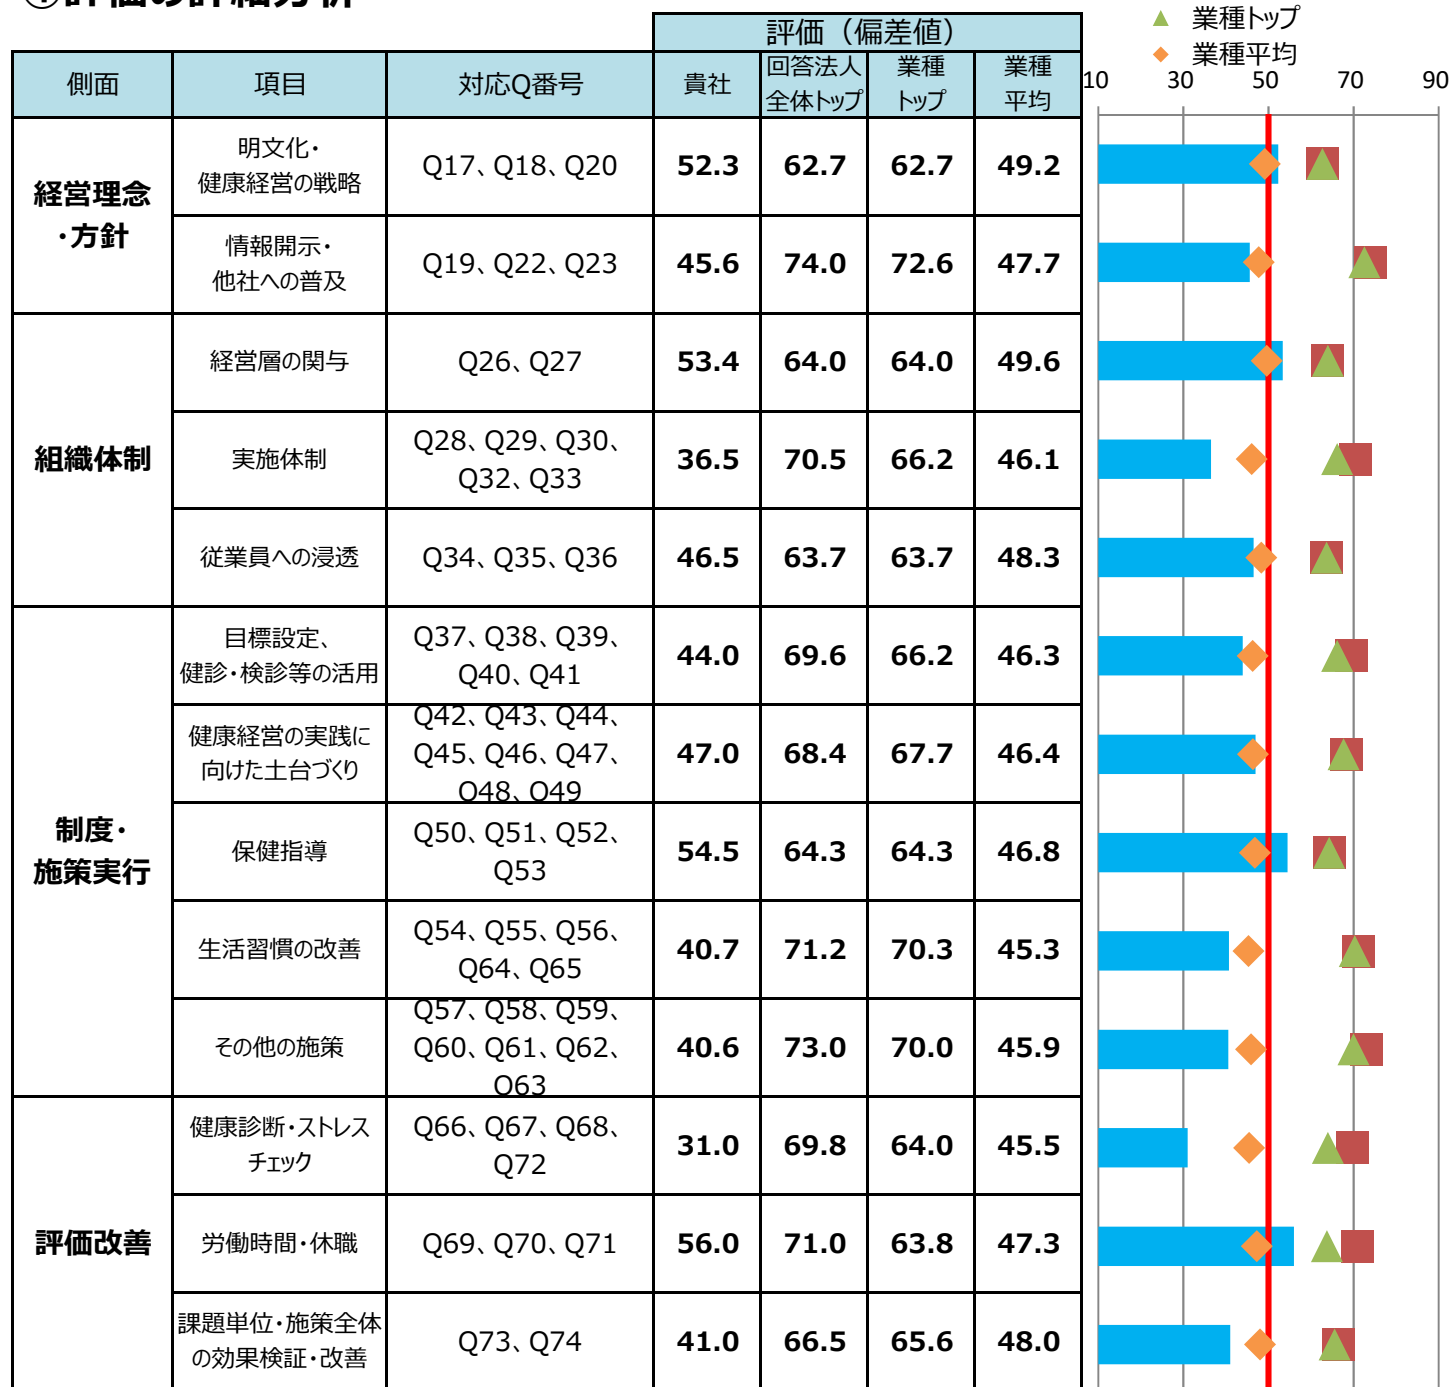 ①評価の詳細分析
業種トップ
業種平均
評価（偏差値）
側面 項目 対応Q番号 貴社 回答法人全体トップ 業種トップ 業種平均
10 30 50 70 90
経営理念・方針
明文化・
健康経営の戦略
Q17、Q18、Q20
52.3 62.7 62.7 49.2
情報開示・
他社への普及
Q19、Q22、Q23
45.6 74.0 72.6 47.7
組織体制
経営層の関与
Q26、Q27
53.4 64.0 64.0 49.6
実施体制
Q28、Q29、Q30、
Q32、Q33
36.5 70.5 66.2 46.1
従業員への浸透
Q34、Q35、Q36
46.5 63.7 63.7 48.3
制度・
施策実行
目標設定、
健診・検診等の活用
Q37、Q38、Q39、
Q40、Q41
44.0 69.6 66.2 46.3
健康経営の実践に
向けた土台づくり
Q42、Q43、Q44、
Q45、Q46、Q47、
Q48、Q49
47.0 68.4 67.7 46.4
保健指導
Q50、Q51、Q52、
Q53
54.5 64.3 64.3 46.8
生活習慣の改善
Q54、Q55、Q56、
Q64、Q65
40.7 71.2 70.3 45.3
その他の施策
Q57、Q58、Q59、
Q60、Q61、Q62、
Q63
40.6 73.0 70.0 45.9
評価改善
健康診断・ストレス
チェック
Q66、Q67、Q68、
Q72
31.0 69.8 64.0 45.5
労働時間・休職
Q69、Q70、Q71
56.0 71.0 63.8 47.3
課題単位・施策全体
の効果検証・改善
Q73、Q74
41.0 66.5 65.6 48.0